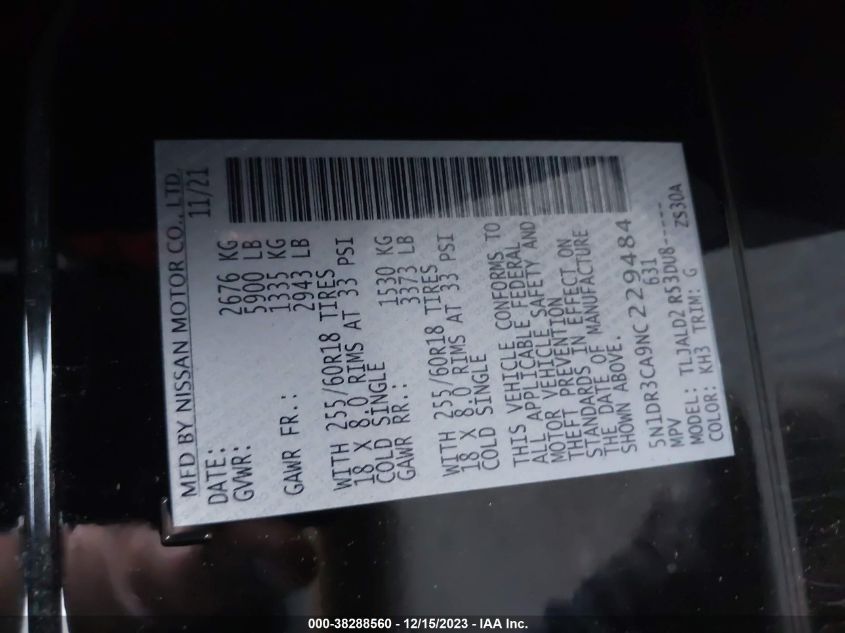 MFD BY NISSAN MOTOR CO., LTD
DATE: 11/21
GVWR: 2676 KG
5900 LB
GAWR FR.: 1335 KG
2943 LB
WITH 255/60R18 TIRES
18 X 8.0 RIMS AT 33 PSI
COLD SINGLE
GAWR RR.: 1530 KG
3373 LB
WITH 255/60R18 TIRES
18 X 8.0 RIMS AT 33 PSI
COLD SINGLE
THIS VEHICLE CONFORMS TO
ALL APPLICABLE FEDERAL
MOTOR VEHICLE SAFETY AND
THEFT PREVENTION
STANDARDS IN EFFECT ON
THE DATE OF MANUFACTURE
SHOWN ABOVE.
5N1DR3CA9NC229484
MPV 631
MODEL: TLJALD2 R53DU8-----
COLOR: KH3 TRIM: G ZS30A
000-38288560 - 12/15/2023 - IAA Inc.